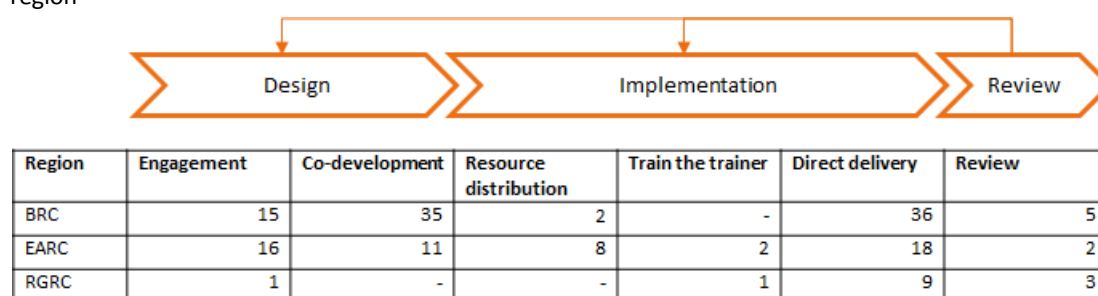 region
Design Implementation Review
Region Engagement Co-development Resource distribution Train the trainer Direct delivery Review
BRC 15 35 2 - 36 5
EARC 16 11 8 2 18 2
RGRC 1 - - 1 9 3